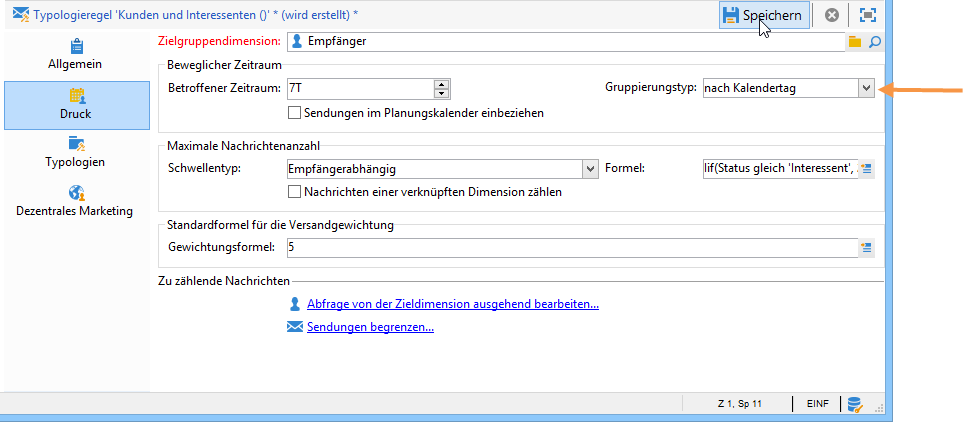 Typologieregel 'Kunden und Interessenten ()' * (wird erstellt) *
Speichern
Allgemein
Druck
Typologien
Dezentrales Marketing
Zielgruppendimension: Empfänger
Beweglicher Zeitraum
Betroffener Zeitraum: 7T
Gruppierungstyp: nach Kalendertag
Sendungen im Planungskalender einbeziehen
Maximale Nachrichtenanzahl
Schwellentyp: Empfängerabhängig
Formel: Iif(Status gleich 'Interessent',
Nachrichten einer verknüpften Dimension zählen
Standardformel für die Versandgewichtung
Gewichtungsformel: 5
Zu zählende Nachrichten
Abfrage von der Zieldimension ausgehend bearbeiten...
Sendungen begrenzen...
Z 1, Sp 11
EINF